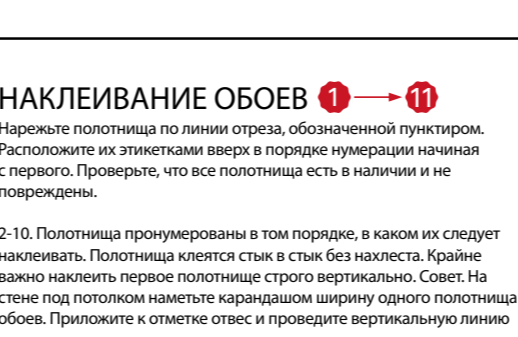 НАКЛЕИВАНИЕ ОБОЕВ 1 → 11
Нарежьте полотнища по линии отреза, обозначенной пунктиром.
Расположите их этикетками вверх в порядке нумерации начиная
с первого. Проверьте, что все полотнища есть в наличии и не
повреждены.
2-10. Полотнища пронумерованы в том порядке, в каком их следует
наклеивать. Полотнища клеятся стык в стык без нахлеста. Крайне
важно наклеить первое полотнище строго вертикально. Совет. На
стене под потолком наметьте карандашом ширину одного полотнища
обоев. Приложите к отметке отвес и проведите вертикальную линию